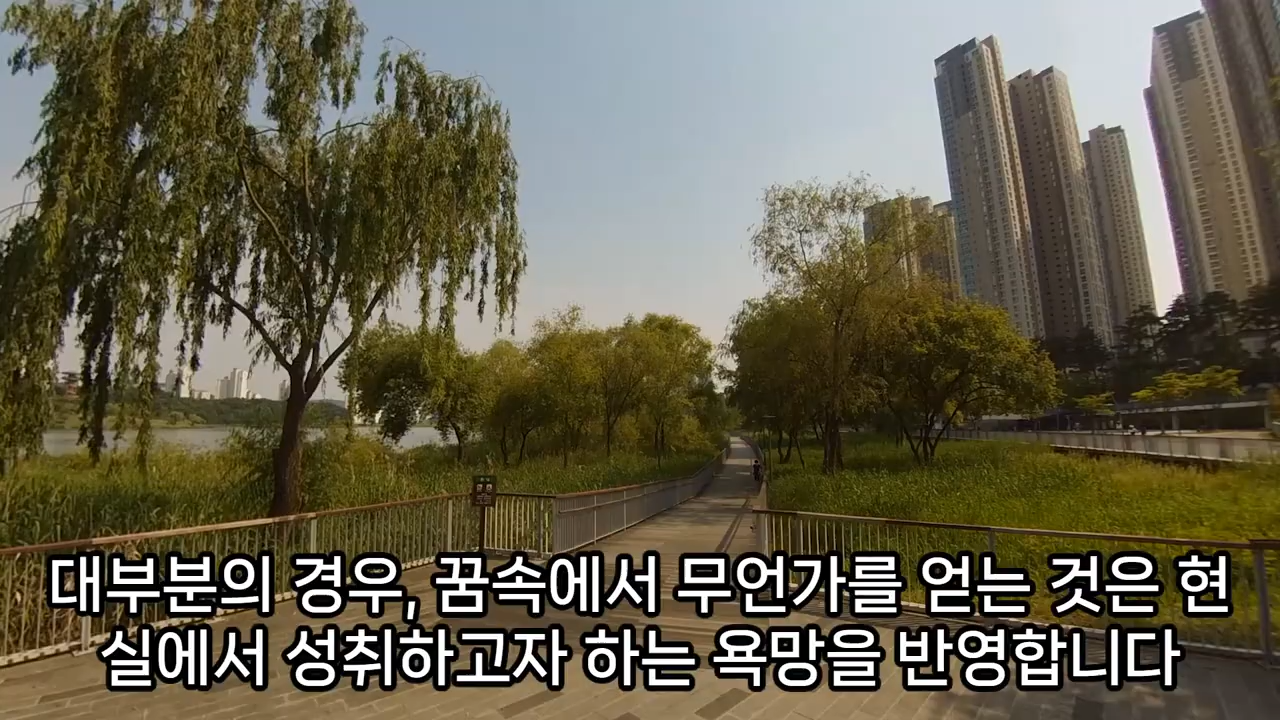 대부분의 경우, 꿈속에서 무언가를 얻는 것은 현
실에서 성취하고자 하는 욕망을 반영합니다